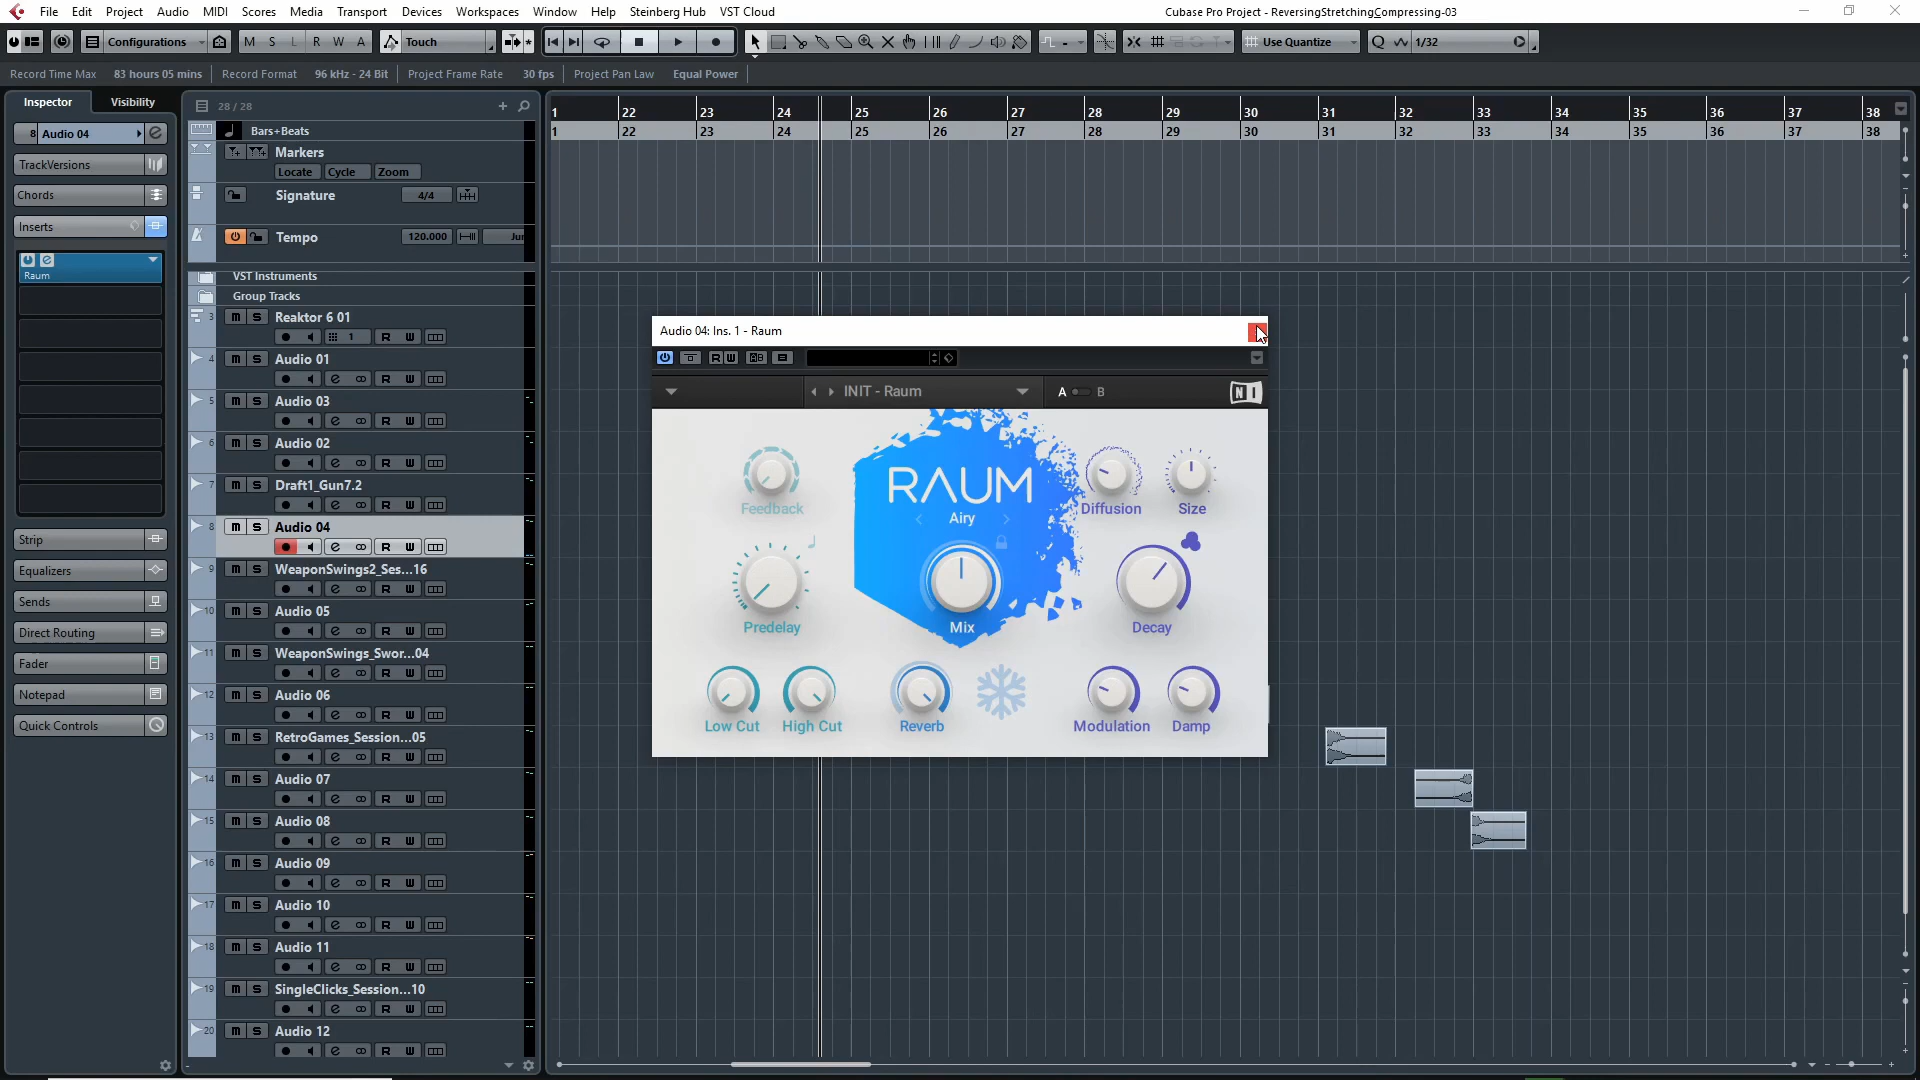 File Edit Project Audio MIDI Scores Media Transport Devices Workspaces Window Help Steinberg Hub VST Cloud
Cubase Pro Project - ReversingStretchingCompressing-03
Configurations M S L R W A Touch Use Quantize Q 1/32
Record Time Max 83 hours 05 mins Record Format 96 kHz - 24 Bit Project Frame Rate 30 fps Project Pan Law Equal Power
Inspector Visibility
28 / 28
1 22 23 24 25 26 27 28 29 30 31 32 33 34 35 36 37 38
1 22 23 24 25 26 27 28 29 30 31 32 33 34 35 36 37 38
8 Audio 04
TrackVersions
Chords
Inserts
Raum
Strip
Equalizers
Sends
Direct Routing
Fader
Notepad
Quick Controls
Bars+Beats
Markers
Locate Cycle Zoom
Signature 4/4
Tempo 120.000 Jur
VST Instruments
Group Tracks
3 m S Reaktor 6 01
1 R W
4 m S Audio 01
e R W
5 m S Audio 03
e R W
6 m S Audio 02
e R W
7 m S Draft1_Gun7.2
e R W
8 m S Audio 04
e R W
9 m S WeaponSwings2_Ses...16
e R W
10 m S Audio 05
e R W
11 m S WeaponSwings_Swor...04
e R W
12 m S Audio 06
e R W
13 m S RetroGames_Session...05
e R W
14 m S Audio 07
e R W
15 m S Audio 08
e R W
16 m S Audio 09
e R W
17 m S Audio 10
e R W
18 m S Audio 11
e R W
19 m S SingleClicks_Session...10
e R W
20 m S Audio 12
e R W
Audio 04: Ins. 1 - Raum
R W
INIT - Raum A B NI
RAUM
Airy
Feedback
Diffusion Size
Predelay Mix Decay
Low Cut High Cut Reverb Modulation Damp